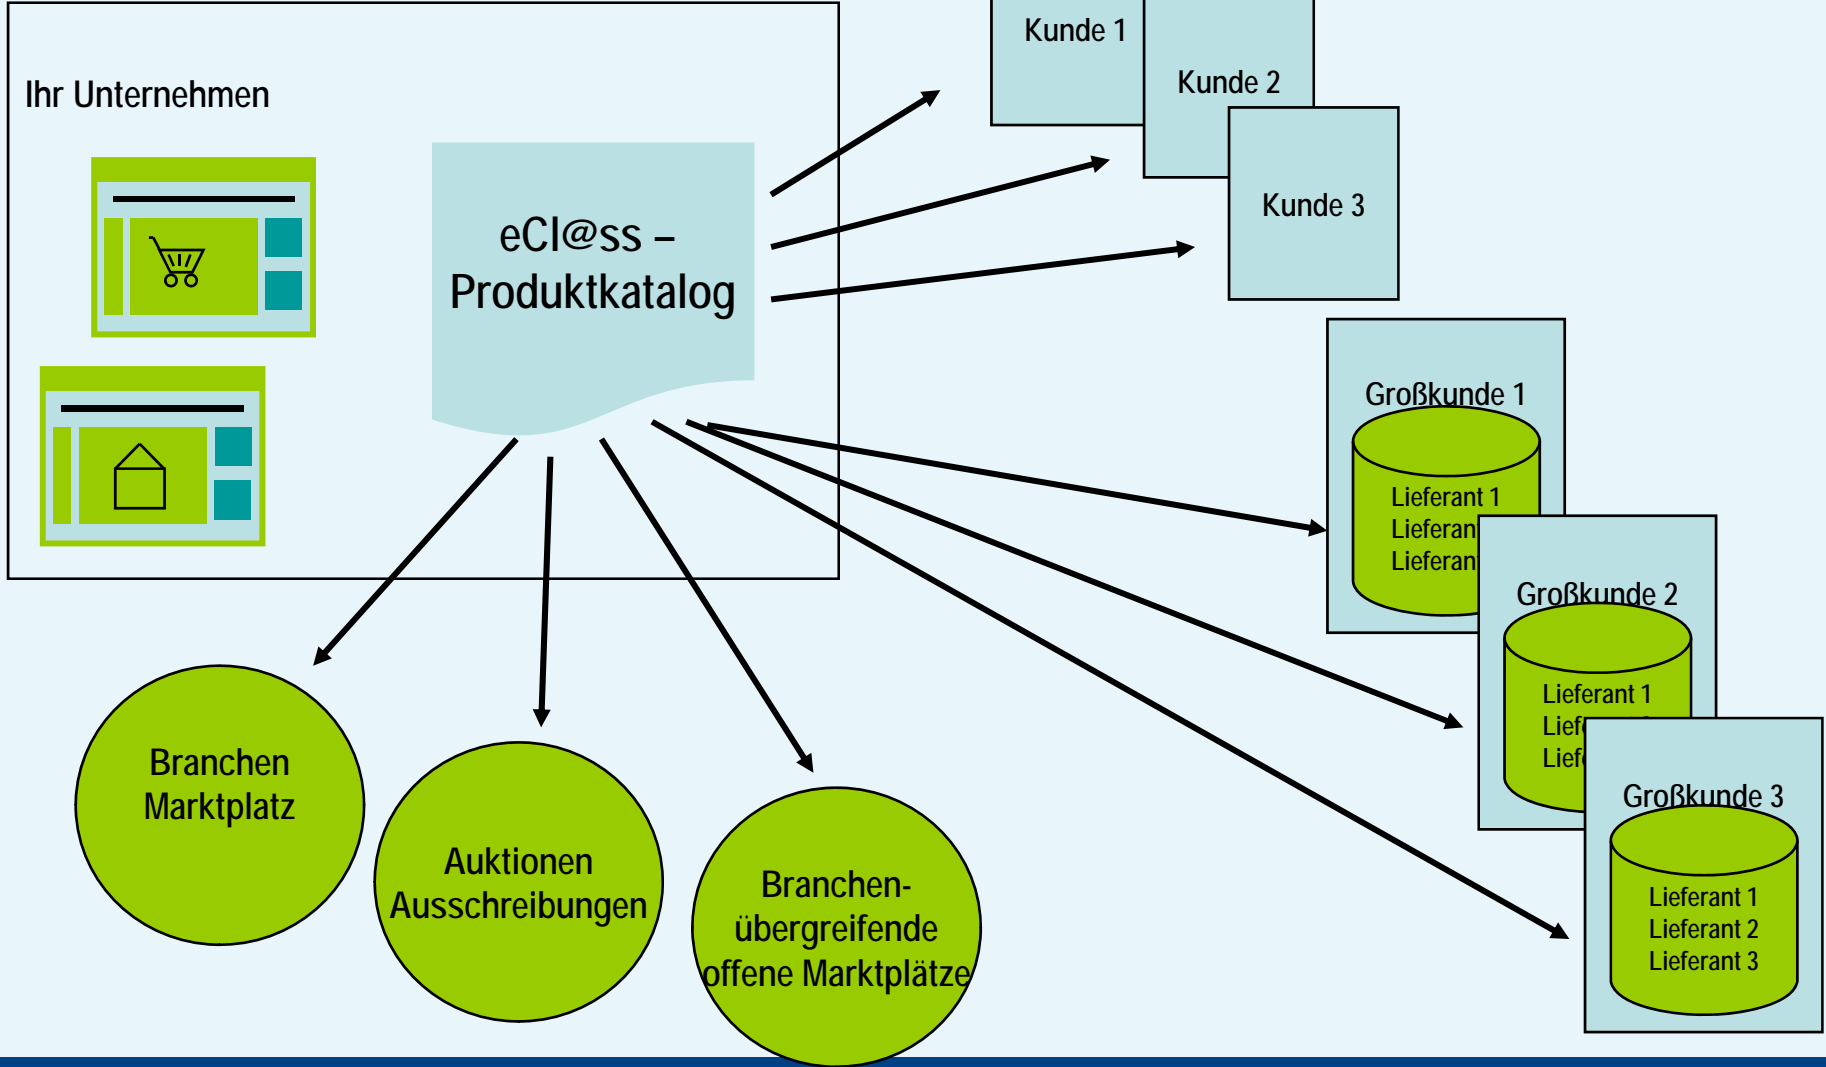 Ihr Unternehmen
eCl@ss –
Produktkatalog
Kunde 1
Kunde 2
Kunde 3
Großkunde 1
Lieferant 1
Großkunde 2
Lieferant 1
Großkunde 3
Lieferant 1
Lieferant 2
Lieferant 3
Branchen
Marktplatz
Auktionen
Ausschreibungen
Branchen-
übergreifende
offene Marktplätze